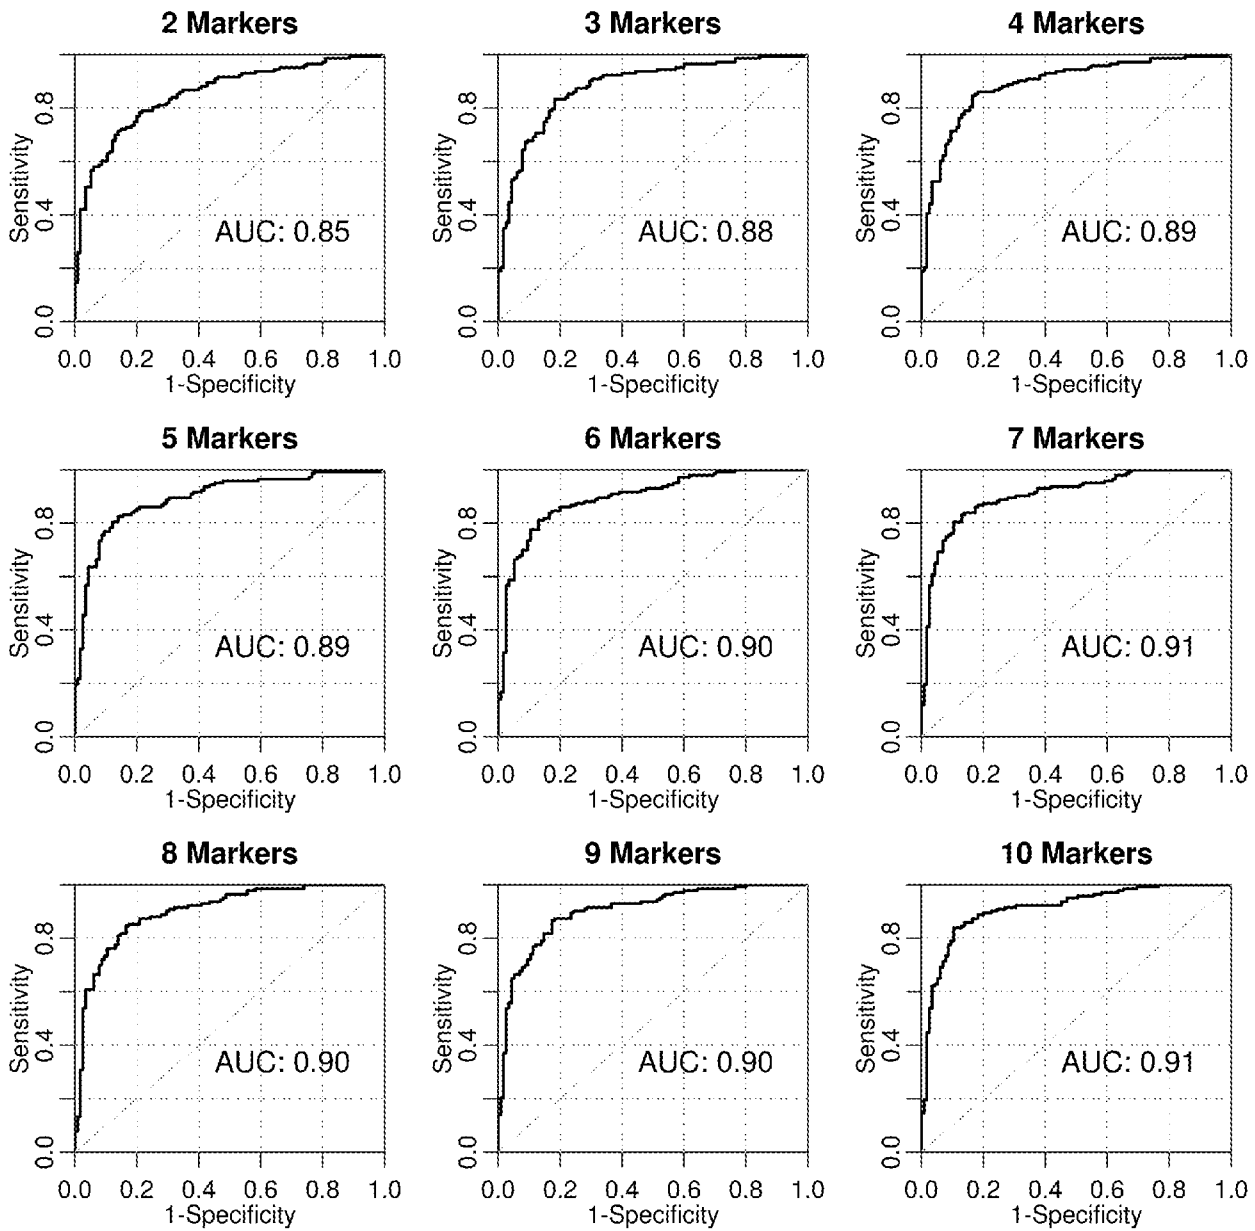 2 Markers
Sensitivity
0.8
0.4
0.0
AUC: 0.85
0.0 0.2 0.4 0.6 0.8 1.0
1-Specificity
3 Markers
Sensitivity
0.8
0.4
0.0
AUC: 0.88
0.0 0.2 0.4 0.6 0.8 1.0
1-Specificity
4 Markers
Sensitivity
0.8
0.4
0.0
AUC: 0.89
0.0 0.2 0.4 0.6 0.8 1.0
1-Specificity
5 Markers
Sensitivity
0.8
0.4
0.0
AUC: 0.89
0.0 0.2 0.4 0.6 0.8 1.0
1-Specificity
6 Markers
Sensitivity
0.8
0.4
0.0
AUC: 0.90
0.0 0.2 0.4 0.6 0.8 1.0
1-Specificity
7 Markers
Sensitivity
0.8
0.4
0.0
AUC: 0.91
0.0 0.2 0.4 0.6 0.8 1.0
1-Specificity
8 Markers
Sensitivity
0.8
0.4
0.0
AUC: 0.90
0.0 0.2 0.4 0.6 0.8 1.0
1-Specificity
9 Markers
Sensitivity
0.8
0.4
0.0
AUC: 0.90
0.0 0.2 0.4 0.6 0.8 1.0
1-Specificity
10 Markers
Sensitivity
0.8
0.4
0.0
AUC: 0.91
0.0 0.2 0.4 0.6 0.8 1.0
1-Specificity